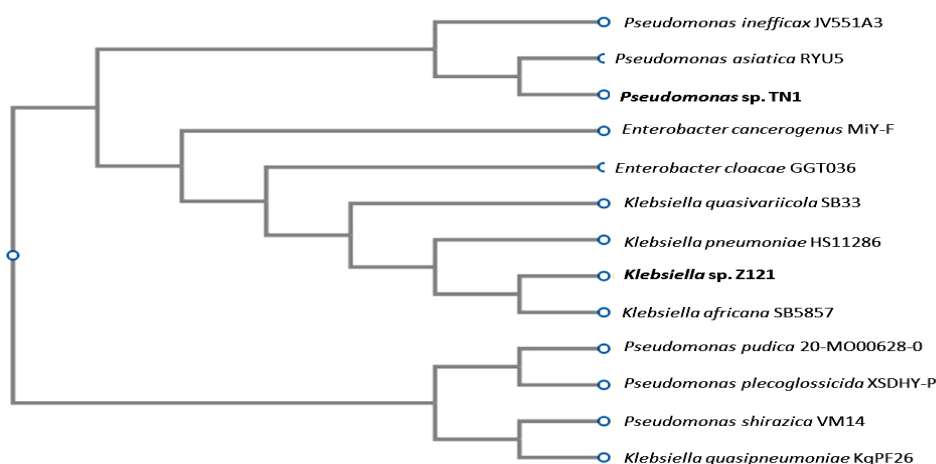 Pseudomonas inefficax JV551A3
Pseudomonas asiatica RYU5
Pseudomonas sp. TN1
Enterobacter cancerogenus MiY-F
Enterobacter cloacae GGT036
Klebsiella quasivariicola SB33
Klebsiella pneumoniae HS11286
Klebsiella sp. Z121
Klebsiella africana SB5857
Pseudomonas pudica 20-MO00628-0
Pseudomonas plecoglossicida XSDHY-P
Pseudomonas shirazica VM14
Klebsiella quasipneumoniae KqPF26